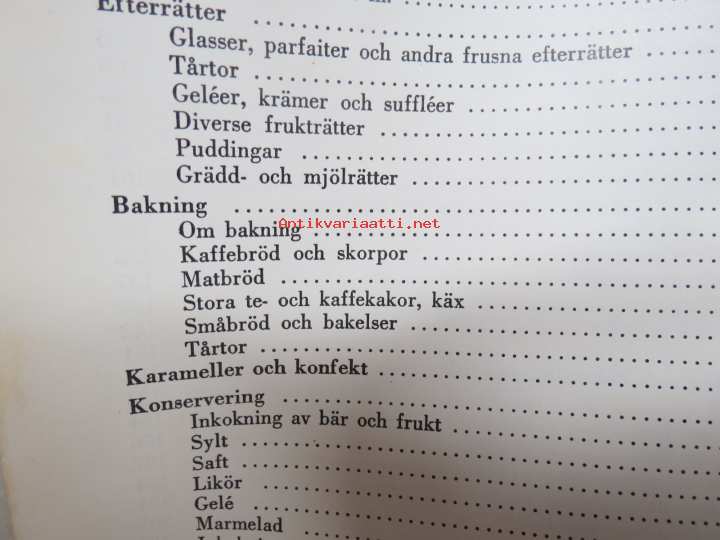 Efterrätter
Glasser, parfaiter och andra frusna efterrätter
Tårtor
Geléer, krämer och suffléer
Diverse frukträtter
Puddingar
Grädd- och mjölrätter
Bakning
Antikvariaatti.net
Om bakning
Kaffebröd och skorpor
Matbröd
Stora te- och kaffekakor, käx
Småbröd och bakelser
Tårtor
Karameller och konfekt
Konservering
Inkokning av bär och frukt
Sylt
Saft
Likör
Gelé
Marmelad